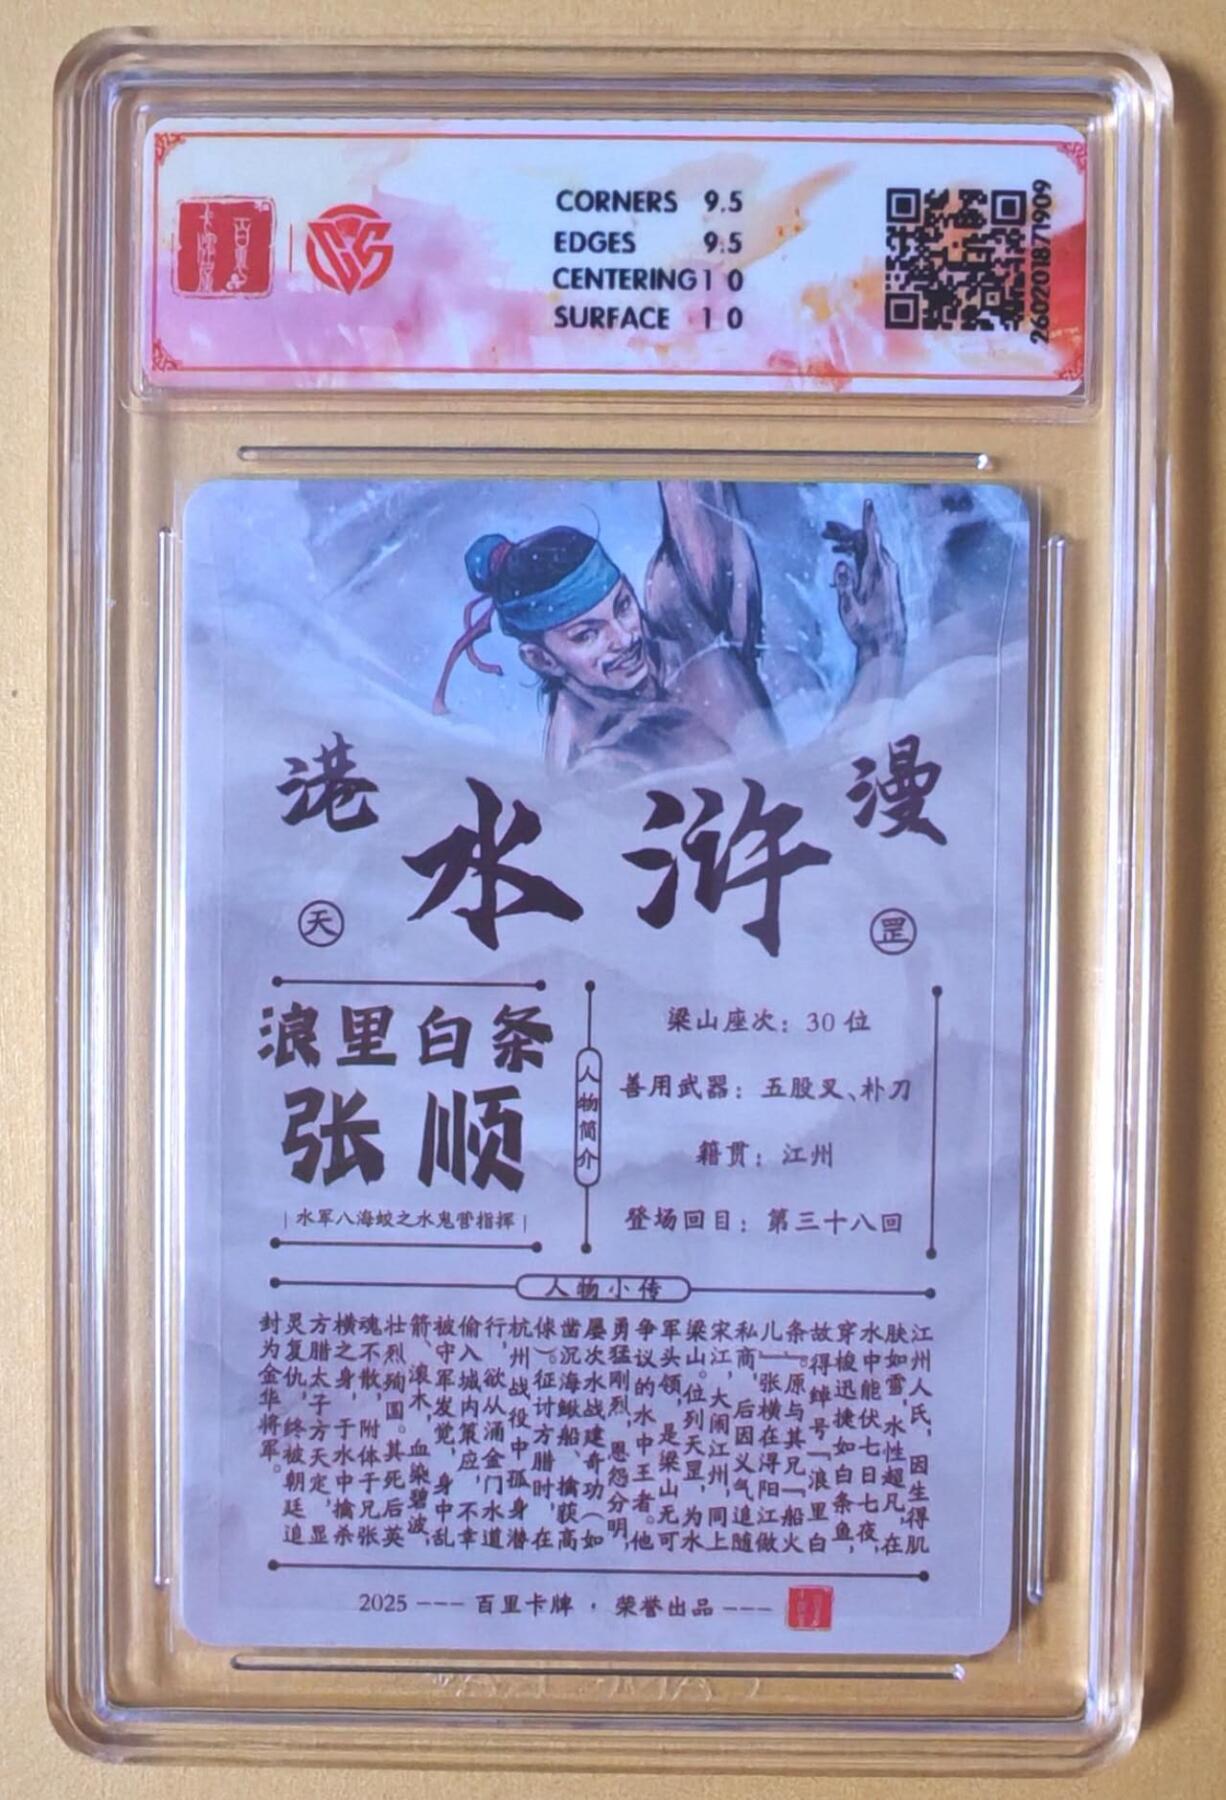 CORNERS 9.5
EDGES 9.5
CENTERING 10
SURFACE 10
260201871909
港漫
水浒
天罡
浪里白条
张顺
|水军八海蛟之水鬼营指挥|
人物简介
梁山座次：30位
善用武器：五股叉、朴刀
籍贯：江州
登场回目：第三十八回
人物小传
江州人氏，因生得肌
肤如雪，水性超凡，在
水中能伏七日七夜，
穿梭迅捷如白条鱼，
故得绰号「浪里白
条」。原与其兄「船火
儿」张横在浔阳江做
私商，后因义气追随
宋江，大闹江州，同上
梁山。位列天罡，为水
军头领，是梁山无可
争议的水中王者。他
勇猛刚烈，恩怨分明，
屡次水战建奇功（如
凿沉海鳅船、擒获高
俅）。征讨方腊时，在
杭州战役中孤身潜
行，欲从涌金门水道
偷入城内策应，不幸
被守军发觉，身中乱
箭、滚木，血染碧波，
壮烈殉国。其死后英
魂不散，附体于兄张
横之身，于水中擒杀
方腊太子方天定，显
灵复仇，终被朝廷追
封为金华将军。
2025 --- 百里卡牌 · 荣誉出品 ---